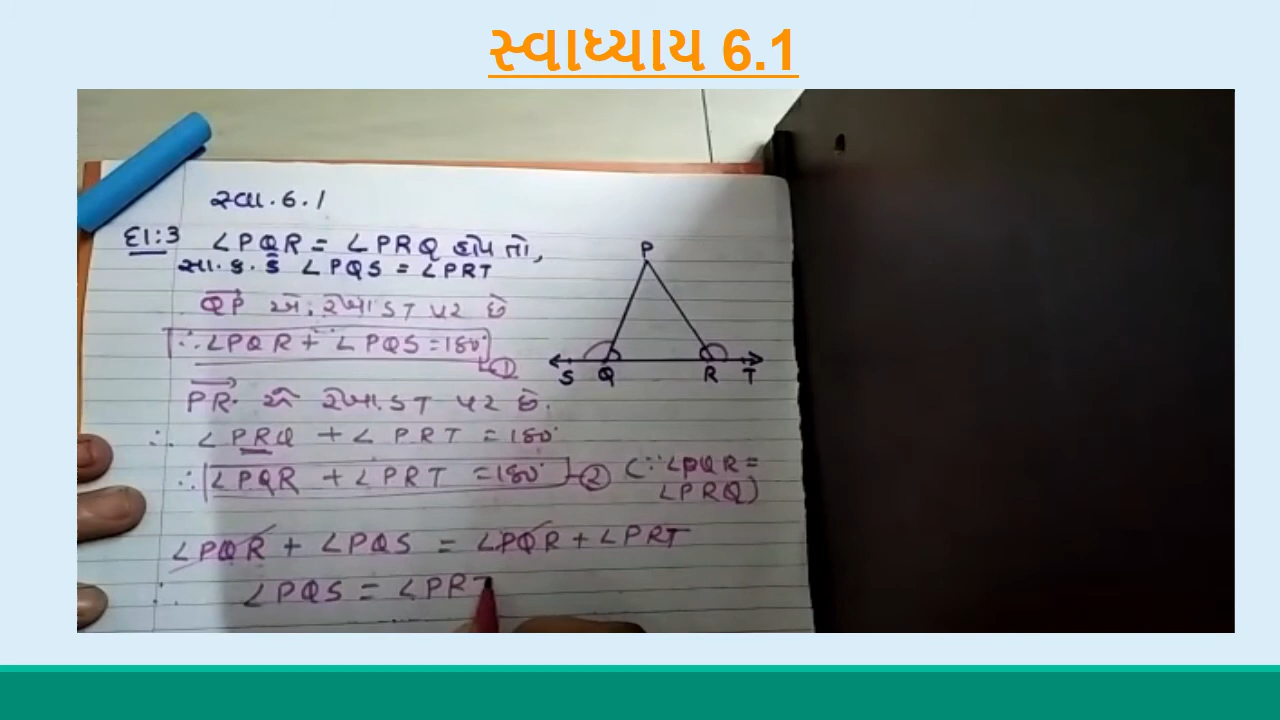 સ્વાધ્યાય 6.1
સ્વા. 6.1
દા:3 ∠PQR = ∠PRQ હોય તો,
સા.ક.કે ∠PQS = ∠PRT
QP એ રેખા ST પર છે
∴ ∠PQR + ∠PQS = 180° ①
PR એ રેખા ST પર છે.
∴ ∠PRQ + ∠PRT = 180°
∴ ∠PQR + ∠PRT = 180° ② (∵ ∠PQR =
∠PRQ)
∠PQR + ∠PQS = ∠PQR + ∠PRT
∴ ∠PQS = ∠PRT
P
S Q R T